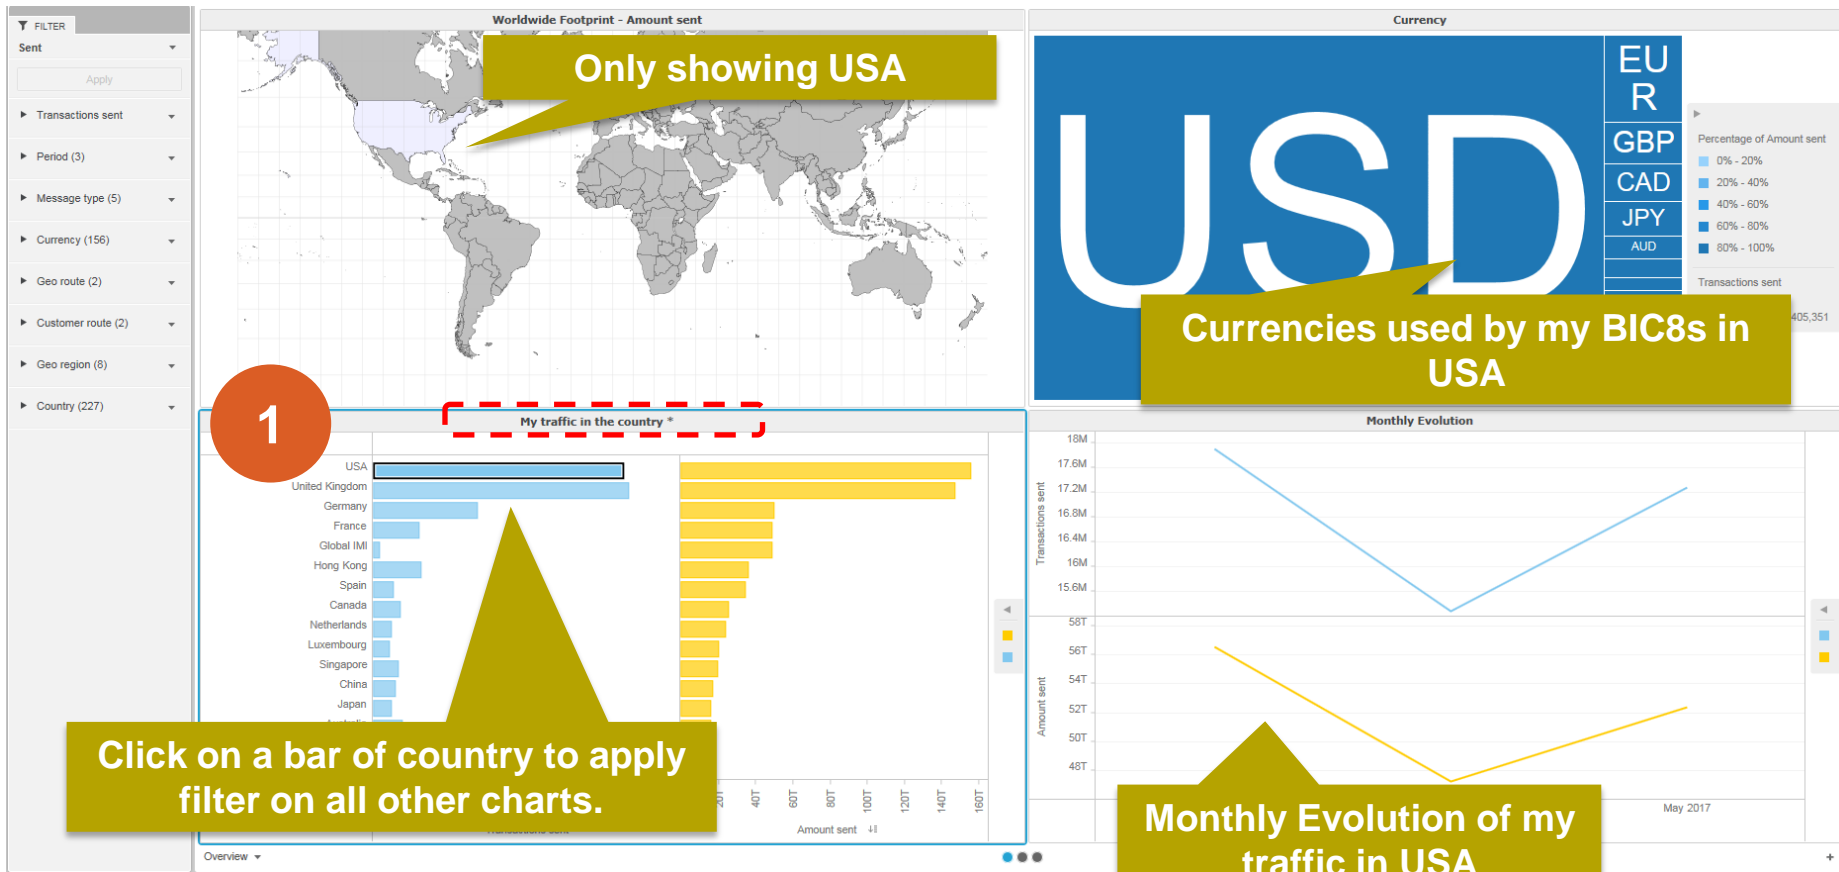 FILTER
Sent
Apply
Transactions sent
Period (3)
Message type (5)
Currency (156)
Geo route (2)
Customer route (2)
Geo region (8)
Country (227)
Worldwide Footprint - Amount sent
Only showing USA
Currency
USD
EU
R
GBP
CAD
JPY
AUD
Percentage of Amount sent
0% - 20%
20% - 40%
40% - 60%
60% - 80%
80% - 100%
Transactions sent
405,351
Currencies used by my BIC8s in
USA
1
My traffic in the country *
USA
United Kingdom
Germany
France
Global IMI
Hong Kong
Spain
Canada
Netherlands
Luxembourg
Singapore
China
Japan
Click on a bar of country to apply
filter on all other charts.
40T
60T
80T
100T
120T
140T
160T
Amount sent
Monthly Evolution
18M
17.6M
17.2M
16.8M
16.4M
16M
15.6M
Transactions sent
58T
56T
54T
52T
50T
48T
Amount sent
May 2017
Monthly Evolution of my
traffic in USA
Overview